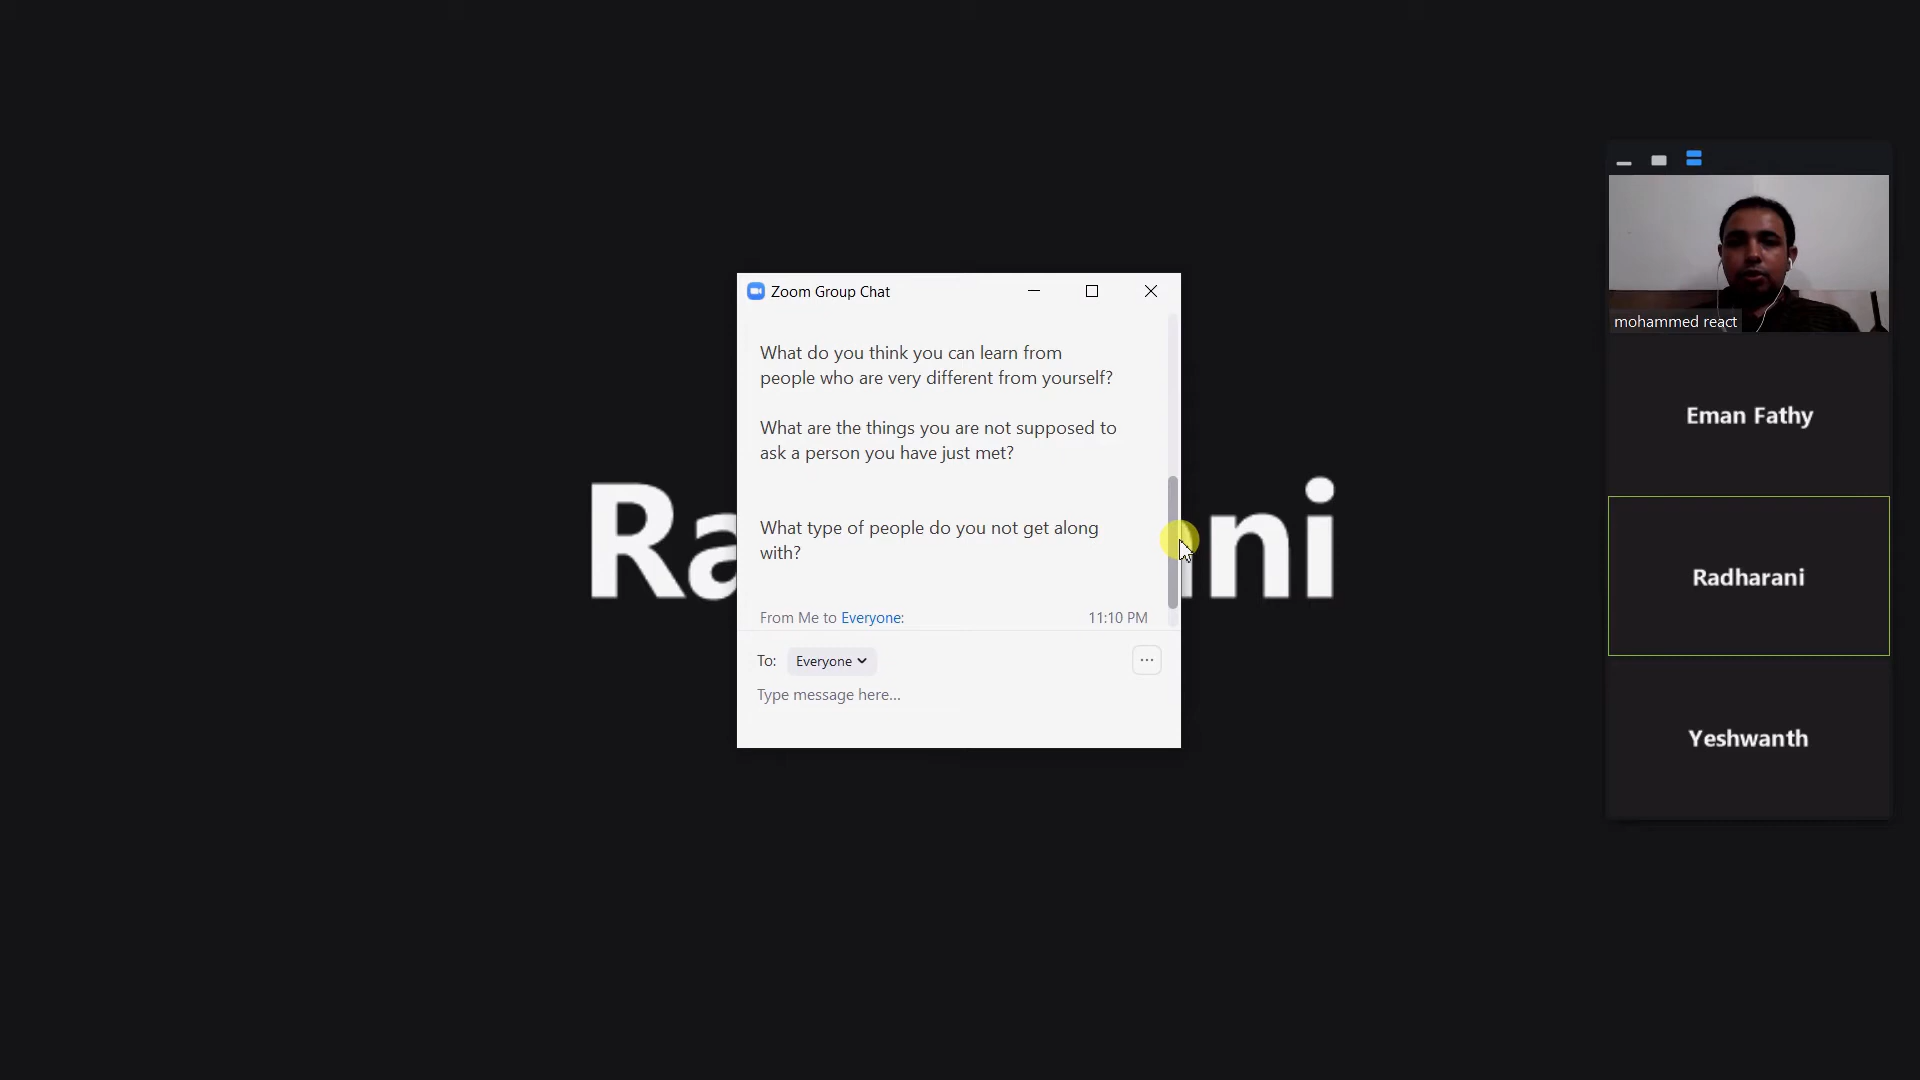 Zoom Group Chat
What do you think you can learn from
people who are very different from yourself?
What are the things you are not supposed to
ask a person you have just met?
What type of people do you not get along
with?
From Me to Everyone:
11:10 PM
To: Everyone
Type message here...
Ra
ni
mohammed react
Eman Fathy
Radharani
Yeshwanth